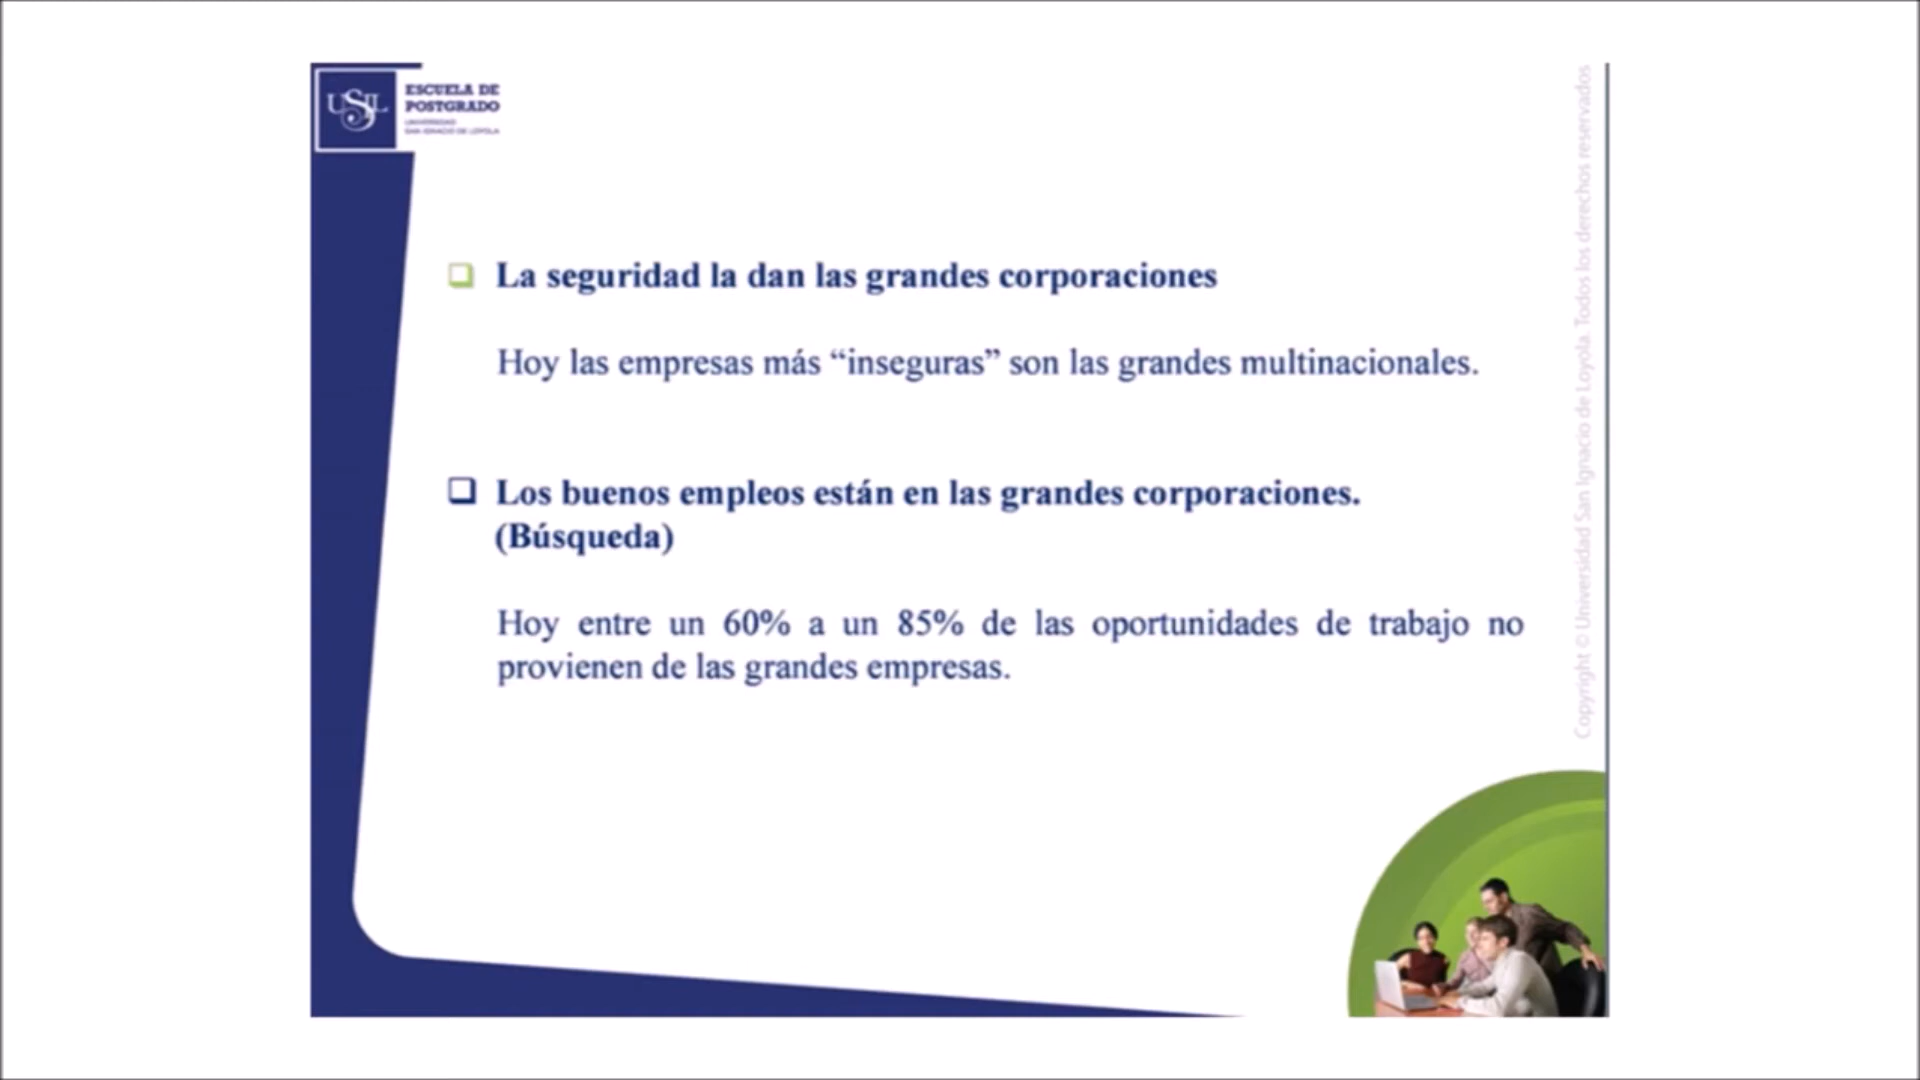 USIL
ESCUELA DE
POSTGRADO
UNIVERSIDAD
SAN IGNACIO DE LOYOLA
La seguridad la dan las grandes corporaciones
Hoy las empresas más “inseguras” son las grandes multinacionales.
Los buenos empleos están en las grandes corporaciones.
(Búsqueda)
Hoy entre un 60% a un 85% de las oportunidades de trabajo no
provienen de las grandes empresas.
Copyright © Universidad San Ignacio de Loyola. Todos los derechos reservados